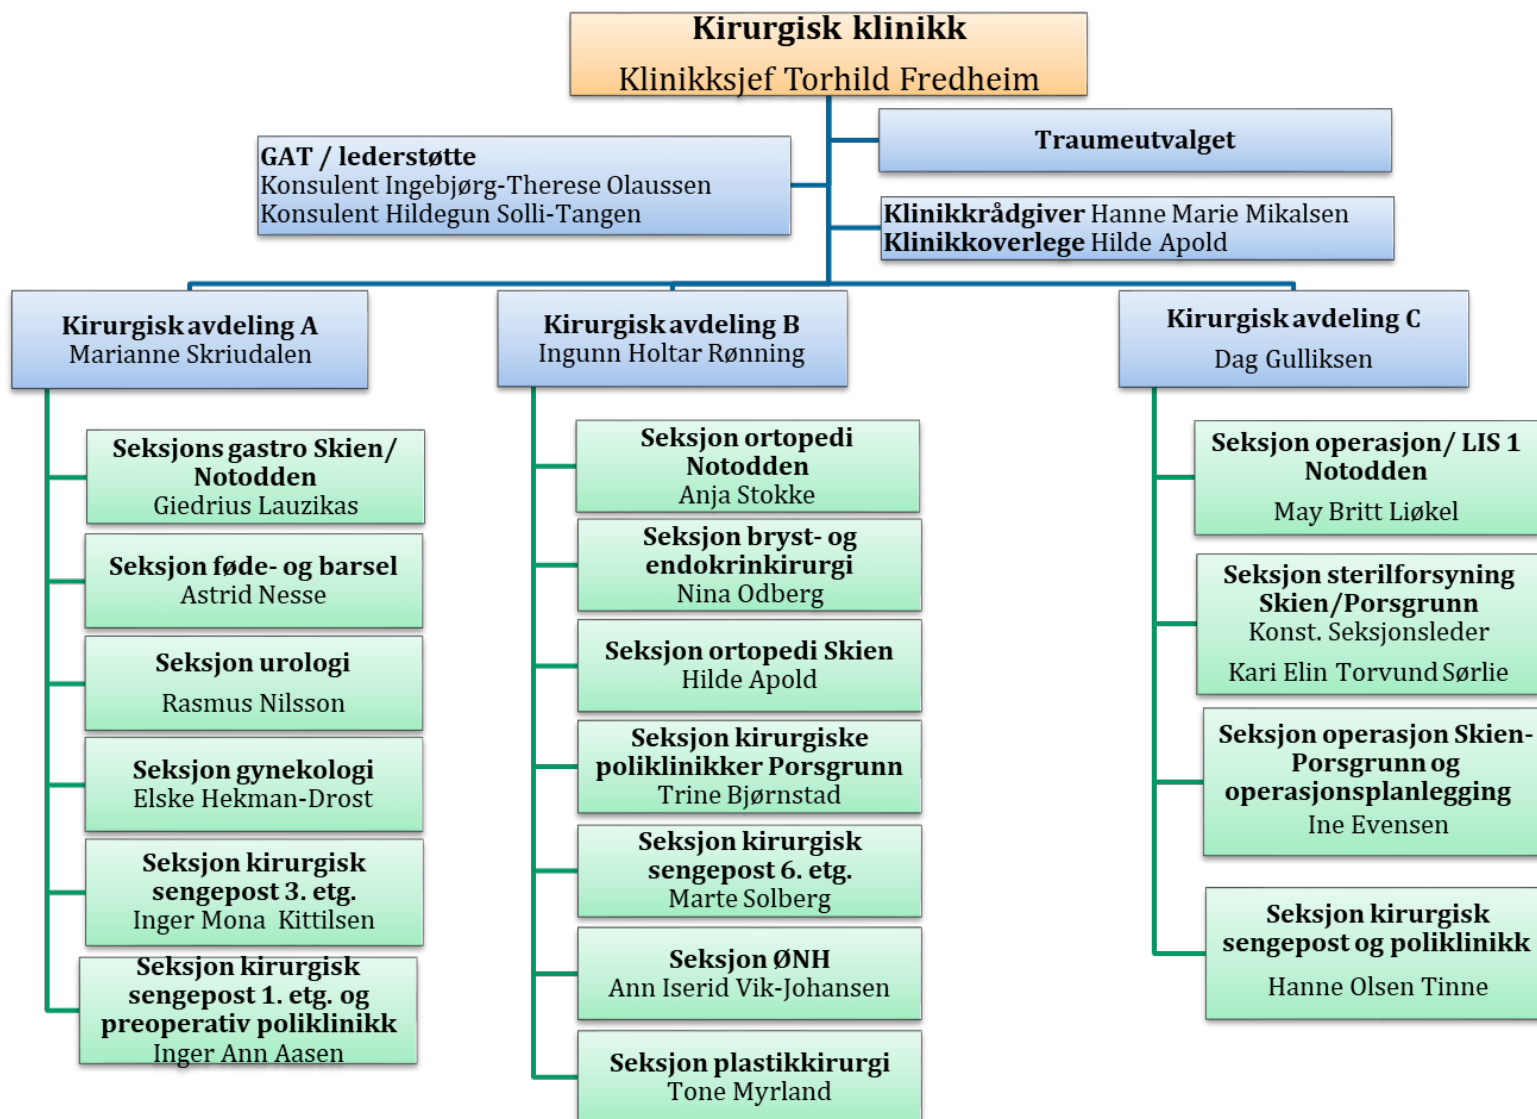 Kirurgisk klinikk
Klinikksjef Torhild Fredheim
Traumeutvalget
GAT / lederstøtte
Konsulent Ingebjørg-Therese Olaussen
Konsulent Hildegun Solli-Tangen
Klinikkrådgiver Hanne Marie Mikalsen
Klinikkoverlege Hilde Apold
Kirurgisk avdeling A
Marianne Skriudalen
Seksjons gastro Skien/
Notodden
Giedrius Lauzikas
Seksjon føde- og barsel
Astrid Nesse
Seksjon urologi
Rasmus Nilsson
Seksjon gynekologi
Elske Hekman-Drost
Seksjon kirurgisk
sengepost 3. etg.
Inger Mona Kittilsen
Seksjon kirurgisk
sengepost 1. etg. og
preoperativ poliklinikk
Inger Ann Aasen
Kirurgisk avdeling B
Ingunn Holtar Rønning
Seksjon ortopedi
Notodden
Anja Stokke
Seksjon bryst- og
endokrinkirurgi
Nina Odberg
Seksjon ortopedi Skien
Hilde Apold
Seksjon kirurgiske
poliklinikker Porsgrunn
Trine Bjørnstad
Seksjon kirurgisk
sengepost 6. etg.
Marte Solberg
Seksjon ØNH
Ann Iserid Vik-Johansen
Seksjon plastikkirurgi
Tone Myrland
Kirurgisk avdeling C
Dag Gulliksen
Seksjon operasjon/ LIS 1
Notodden
May Britt Liøkel
Seksjon sterilforsyning
Skien/Porsgrunn
Konst. Seksjonsleder
Kari Elin Torvund Sørlie
Seksjon operasjon Skien-
Porsgrunn og
operasjonsplanlegging
Ine Evensen
Seksjon kirurgisk
sengepost og poliklinikk
Hanne Olsen Tinne